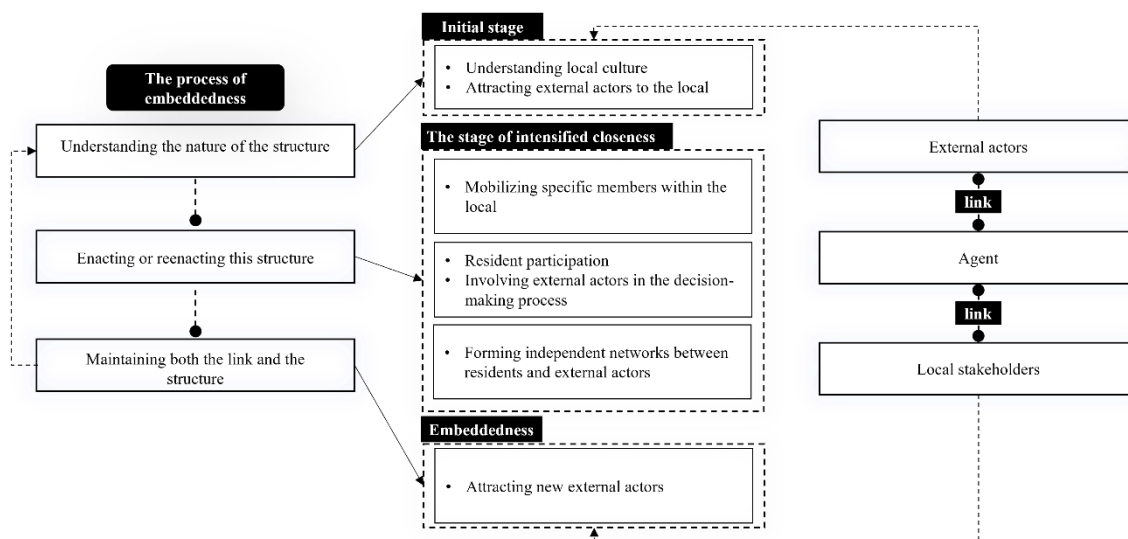 The process of
embeddedness
Understanding the nature of the structure
Enacting or reenacting this structure
Maintaining both the link and the
structure
Initial stage
• Understanding local culture
• Attracting external actors to the local
The stage of intensified closeness
• Mobilizing specific members within the
local
• Resident participation
• Involving external actors in the decision-
making process
• Forming independent networks between
residents and external actors
Embeddedness
• Attracting new external actors
External actors
link
Agent
link
Local stakeholders